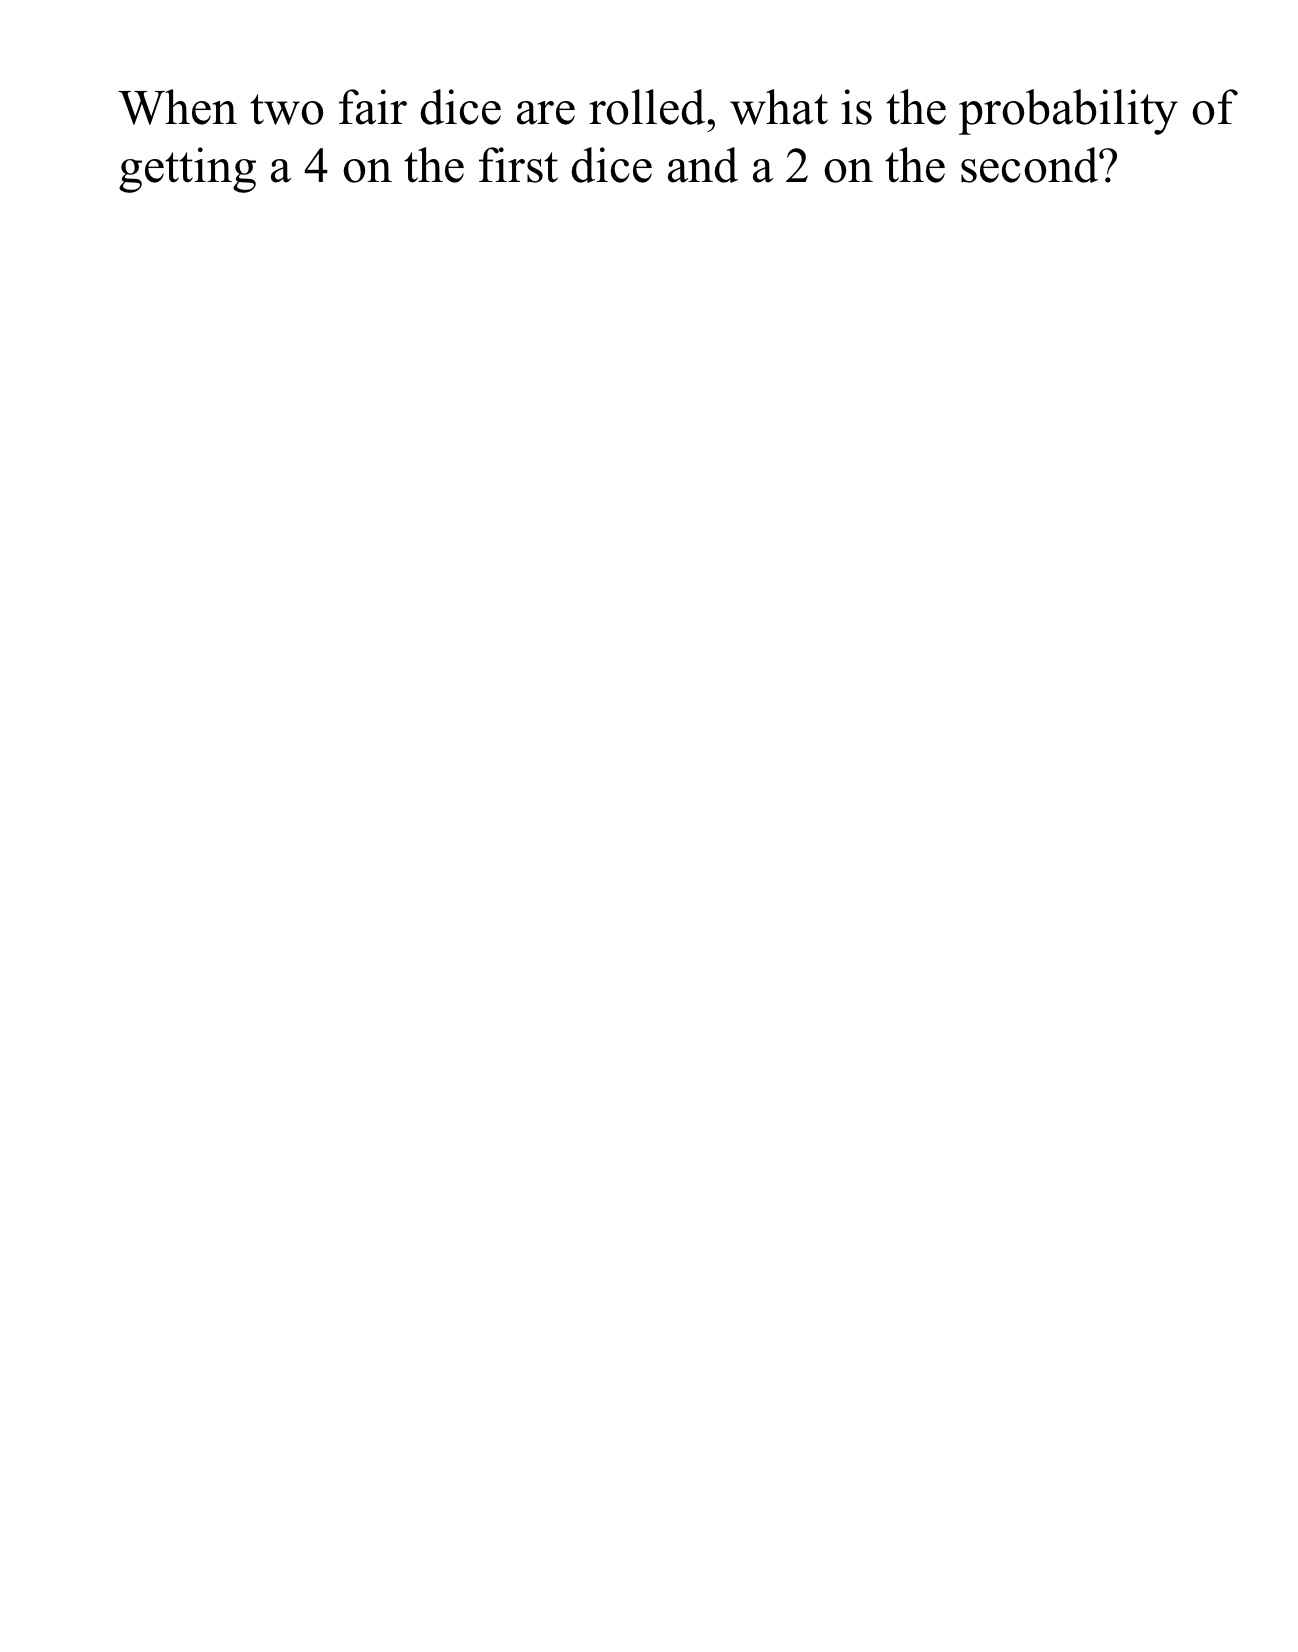 When two fair dice are rolled, what is the probability of
getting a 4 on the first dice and a 2 on the second?